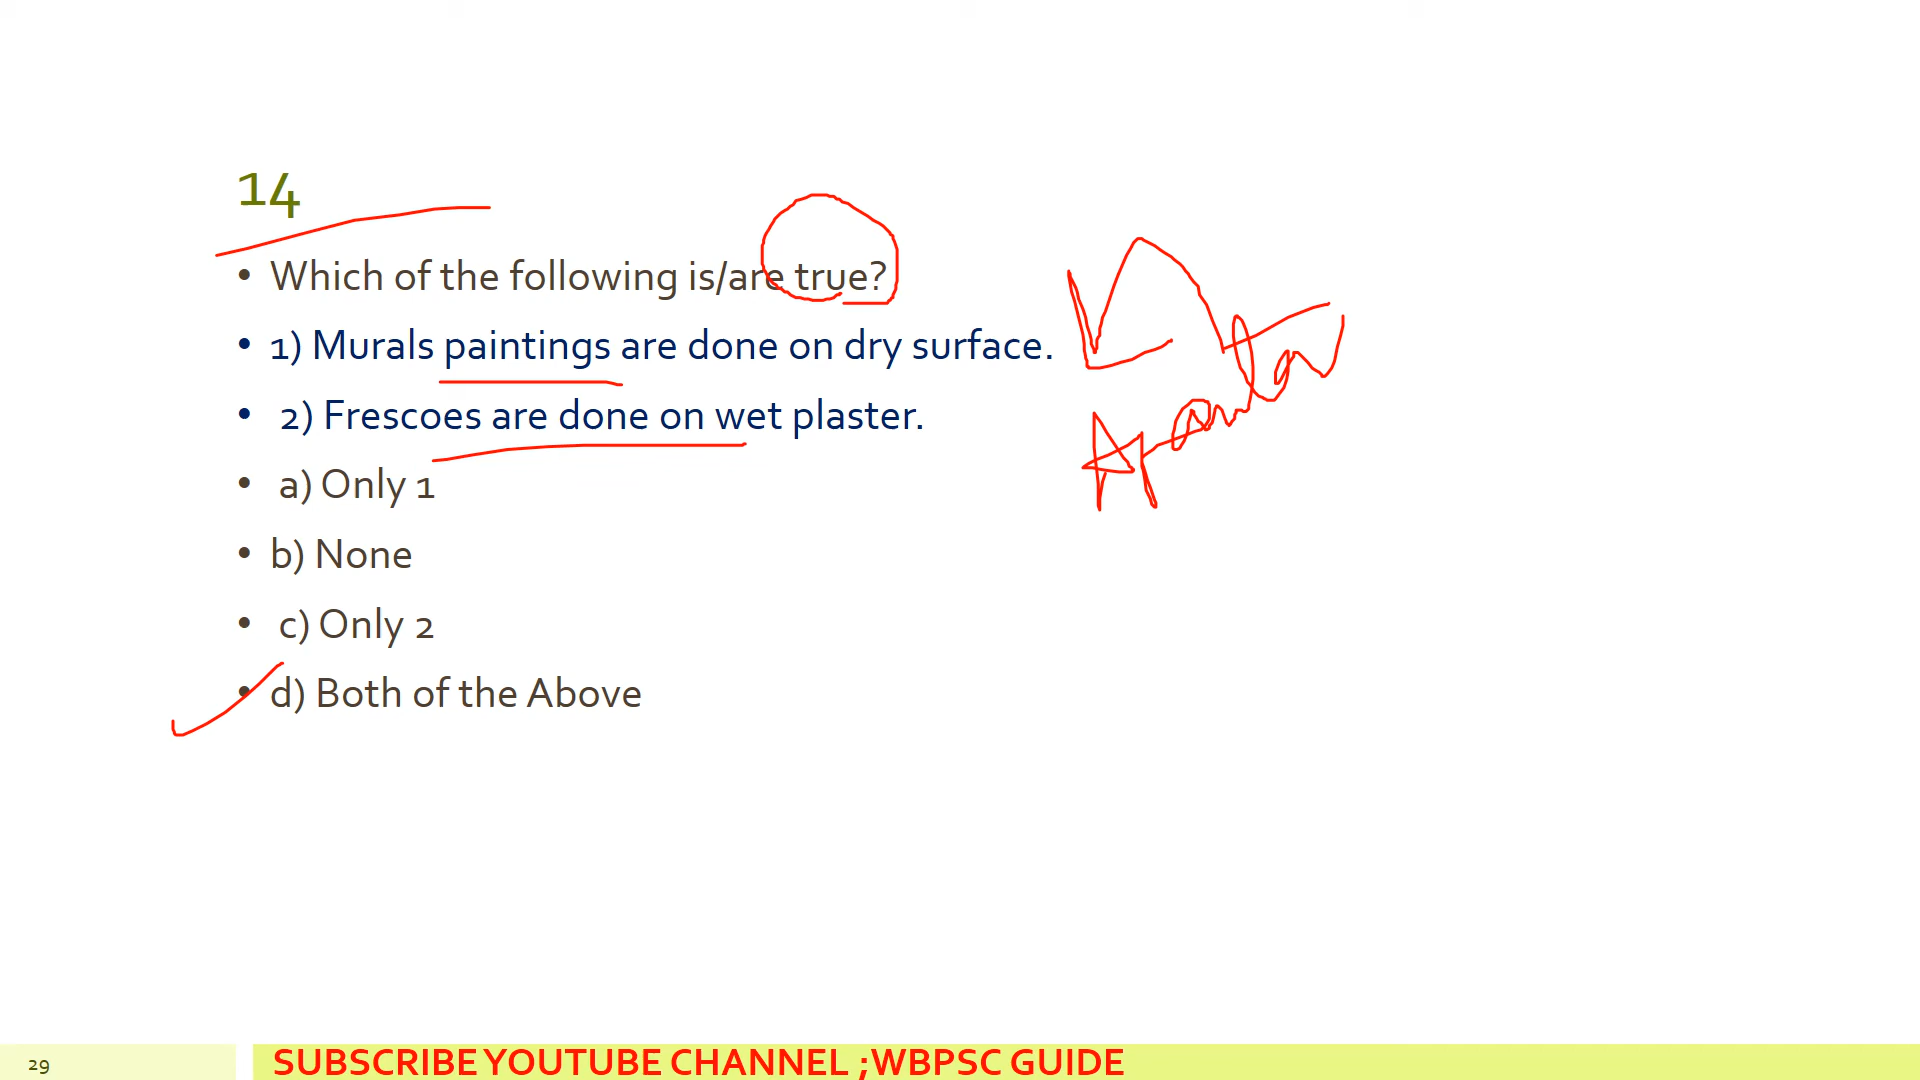 14
• Which of the following is/are true?
• 1) Murals paintings are done on dry surface.
• 2) Frescoes are done on wet plaster.
• a) Only 1
• b) None
• c) Only 2
• d) Both of the Above
29
SUBSCRIBE YOUTUBE CHANNEL ;WBPSC GUIDE